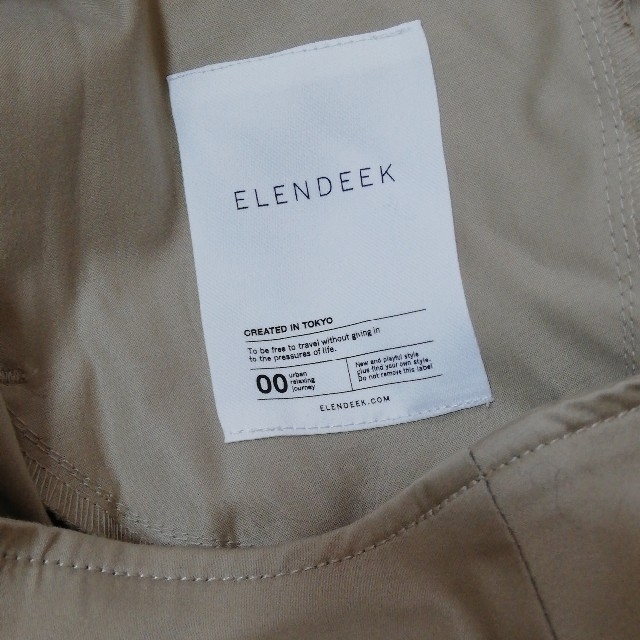 ELENDEEK
CREATED IN TOKYO
To be free to travel without giving in
to the pressures of life.
00
urban
relaxing
journey
New and playful style
plus find your own style.
Do not remove this label
ELENDEEK.COM